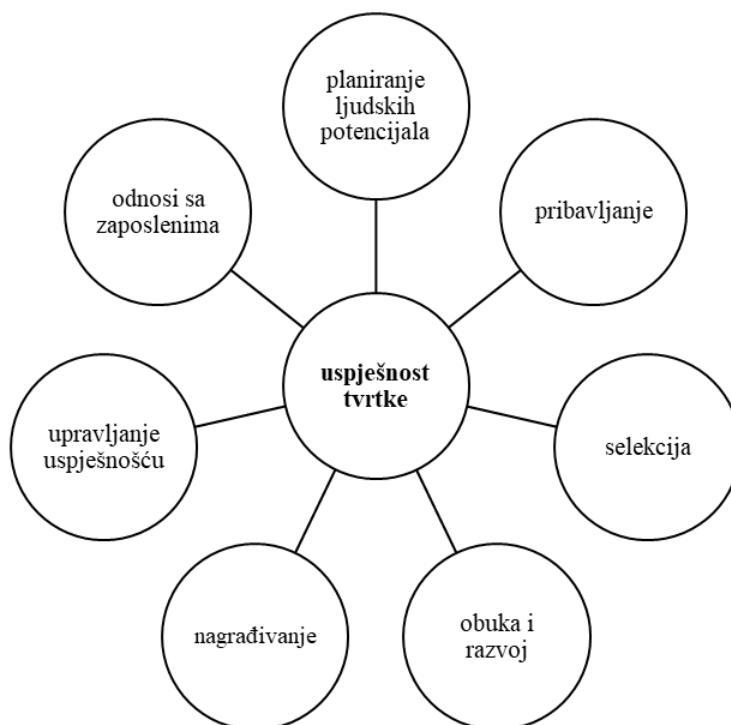 planiranje
ljudskih
potencijala
pribavljanje
selekcija
obuka i
razvoj
nagrađivanje
upravljanje
uspješnošću
odnosi sa
zaposlenima
uspješnost
tvrtke